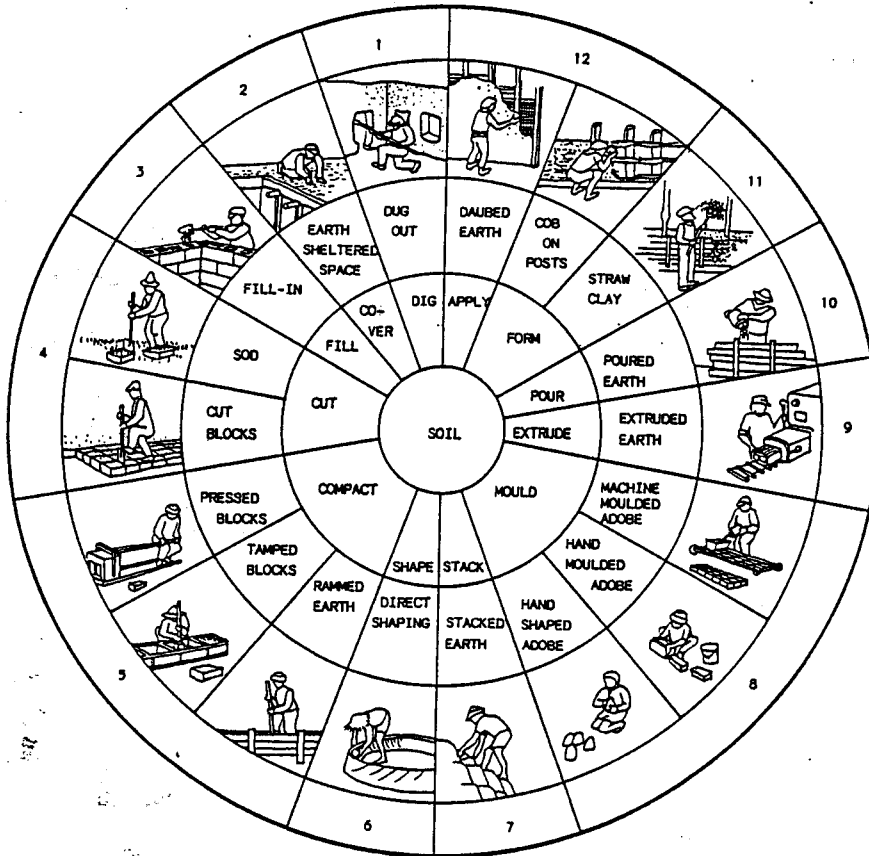 1
12
2
3
11
4
10
9
5
8
6
7
DUG
OUT
DAUBED
EARTH
EARTH
SHELTERED
SPACE
COB
ON
POSTS
FILL-IN
STRAW
CLAY
SOD
POURED
EARTH
CUT
BLOCKS
EXTRUDED
EARTH
PRESSED
BLOCKS
MACHINE
MOULDED
ADOBE
TAMPED
BLOCKS
HAND
MOULDED
ADOBE
RAMMED
EARTH
DIRECT
SHAPING
STACKED
EARTH
HAND
SHAPED
ADOBE
DIG
APPLY
CO-
VER
FILL
FORM
CUT
POUR
EXTRUDE
COMPACT
MOULD
SHAPE
STACK
SOIL